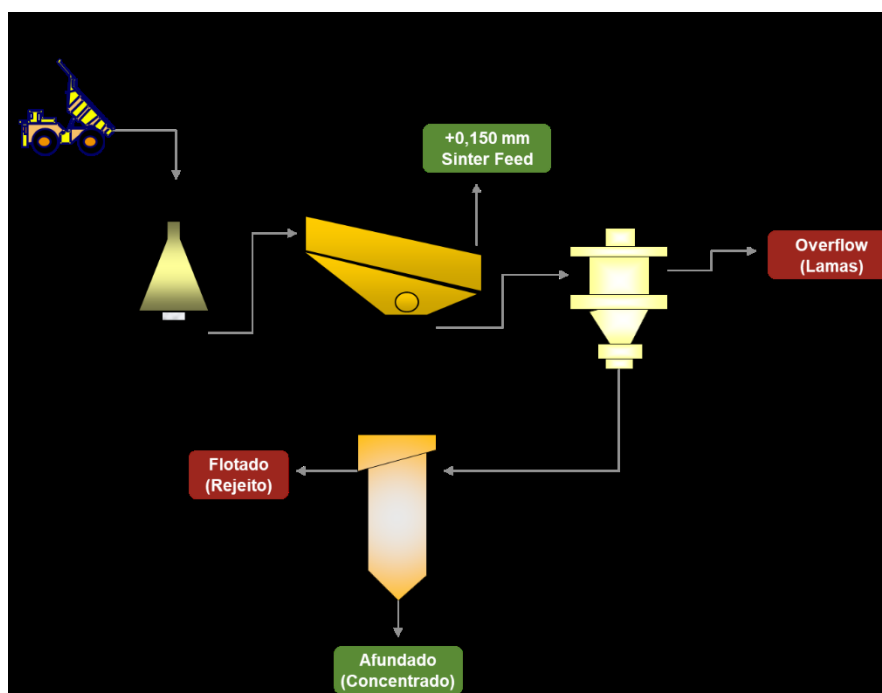 +0,150 mm
Sinter Feed
Overflow
(Lamas)
Flotado
(Rejeito)
Afundado
(Concentrado)